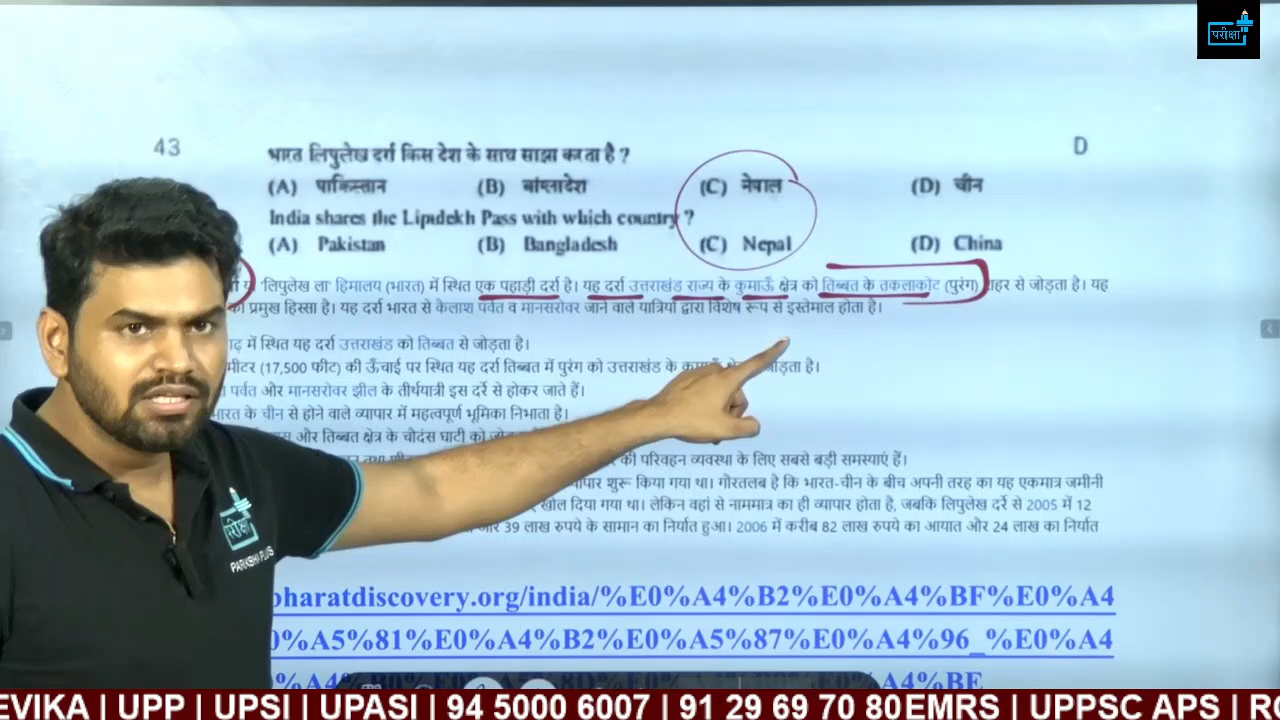 परीक्षा
43 D
भारत लिपुलेख दर्रा किस देश के साथ साझा करता है ?
(A) पाकिस्तान (B) बांग्लादेश (C) नेपाल (D) चीन
India shares the Lipulekh Pass with which country ?
(A) Pakistan (B) Bangladesh (C) Nepal (D) China
'लिपुलेख ला' हिमालय (भारत) में स्थित एक पहाड़ी दर्रा है। यह दर्रा उत्तराखंड राज्य के कुमाऊँ क्षेत्र को तिब्बत के तकलाकोट (पुरंग) शहर से जोड़ता है। यह
का प्रमुख हिस्सा है। यह दर्रा भारत से कैलाश पर्वत व मानसरोवर जाने वाले यात्रियों द्वारा विशेष रूप से इस्तेमाल होता है।
में स्थित यह दर्रा उत्तराखंड को तिब्बत से जोड़ता है।
मीटर (17,500 फीट) की ऊँचाई पर स्थित यह दर्रा तिब्बत में पुरंग को उत्तराखंड के जोड़ता है।
पर्वत और मानसरोवर झील के तीर्थयात्री इस दर्रे से होकर जाते हैं।
भारत के चीन से होने वाले व्यापार में महत्वपूर्ण भूमिका निभाता है।
और तिब्बत क्षेत्र के चौदंस घाटी को
की परिवहन व्यवस्था के लिए सबसे बड़ी समस्याएं हैं।
शुरू किया गया था। गौरतलब है कि भारत-चीन के बीच अपनी तरह का यह एकमात्र जमीनी
खोल दिया गया था। लेकिन वहां से नाममात्र का ही व्यापार होता है, जबकि लिपुलेख दर्रे से 2005 में 12
और 39 लाख रुपये के सामान का निर्यात हुआ। 2006 में करीब 82 लाख रुपये का आयात और 24 लाख का निर्यात
bharatdiscovery.org/india/%E0%A4%B2%E0%A4%BF%E0%A4
0%A5%81%E0%A4%B2%E0%A5%87%E0%A4%96_%E0%A4
परीक्षा
PARIKSHA PLUS
EVIKA | UPP | UPSI | UPASI | 94 5000 6007 | 91 29 69 70 80 EMRS | UPPSC APS | RO